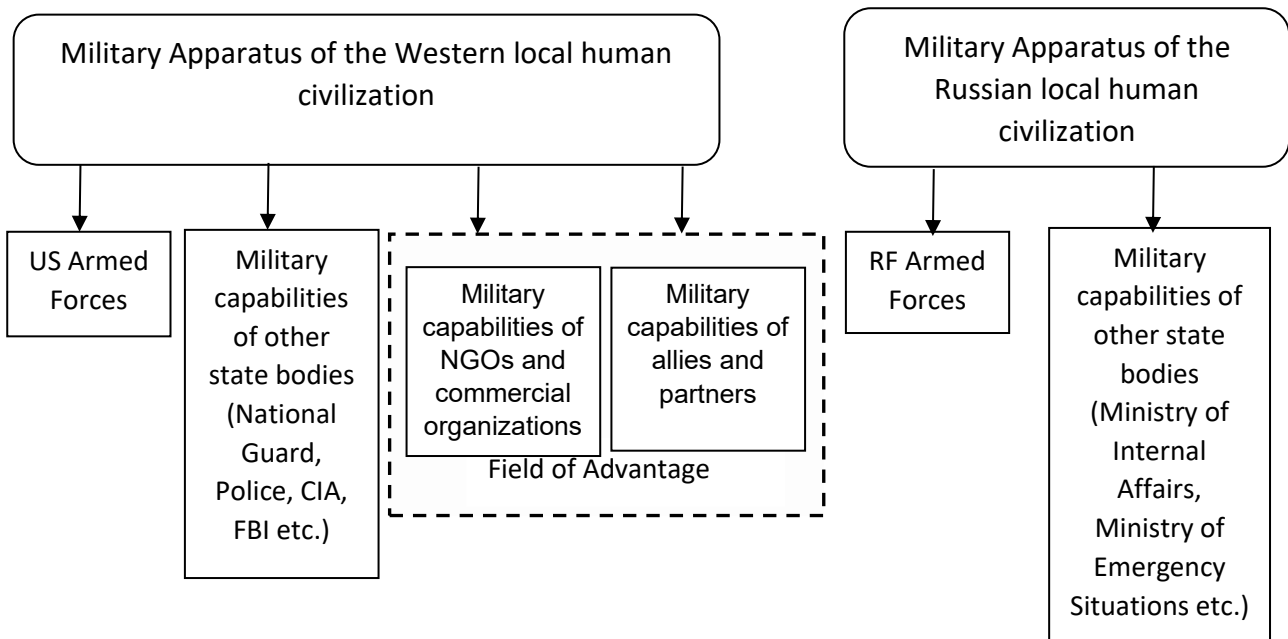 Military Apparatus of the Western local human
civilization
Military Apparatus of the
Russian local human
civilization
US Armed
Forces
Military
capabilities
of other
state bodies
(National
Guard,
Police, CIA,
FBI etc.)
Military
capabilities of
NGOs and
commercial
organizations
Military
capabilities of
allies and
partners
Field of Advantage
RF Armed
Forces
Military
capabilities of
other state
bodies
(Ministry of
Internal
Affairs,
Ministry of
Emergency
Situations etc.)